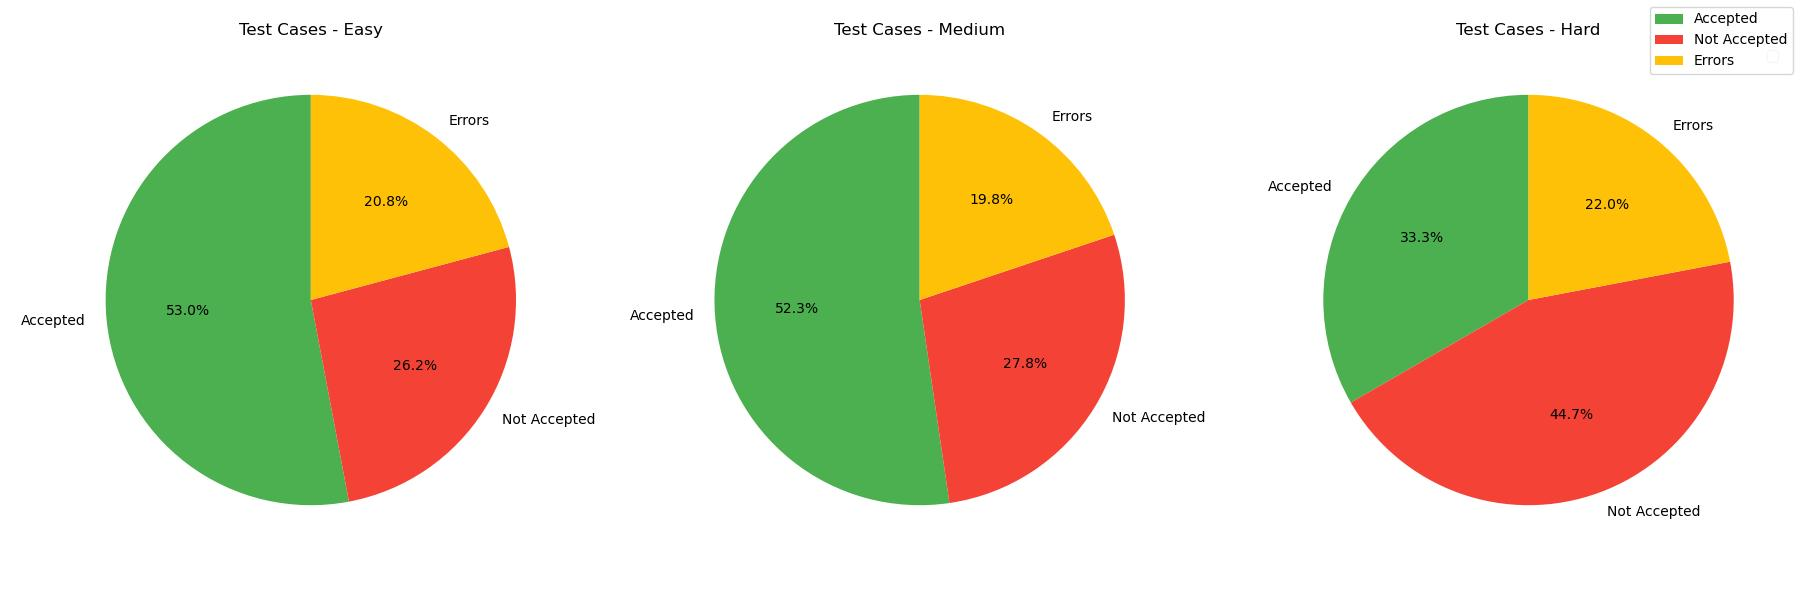 Test Cases - Easy
Errors
20.8%
Accepted
53.0%
26.2%
Not Accepted
Test Cases - Medium
Errors
19.8%
Accepted
52.3%
27.8%
Not Accepted
Test Cases - Hard
Errors
22.0%
Accepted
33.3%
44.7%
Not Accepted
Accepted
Not Accepted
Errors